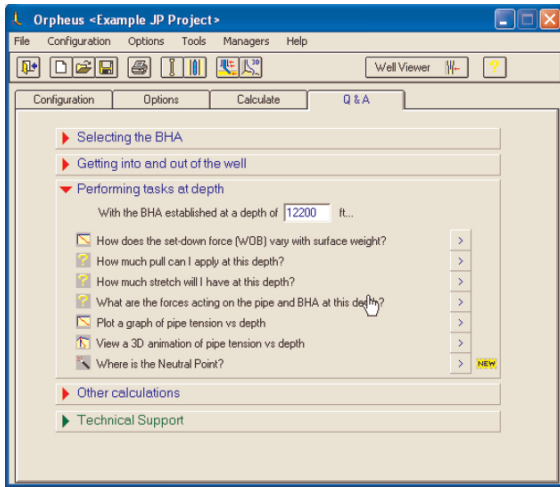 Orpheus <Example JP Project>
File Configuration Options Tools Managers Help
3D Well Viewer ?
Configuration Options Calculate Q & A
Selecting the BHA
Getting into and out of the well
Performing tasks at depth
With the BHA established at a depth of 12200 ft...
How does the set-down force (WOB) vary with surface weight? >
? How much pull can I apply at this depth? >
? How much stretch will I have at this depth? >
? What are the forces acting on the pipe and BHA at this depth? >
Plot a graph of pipe tension vs depth >
View a 3D animation of pipe tension vs depth >
Where is the Neutral Point? > NEW
Other calculations
Technical Support